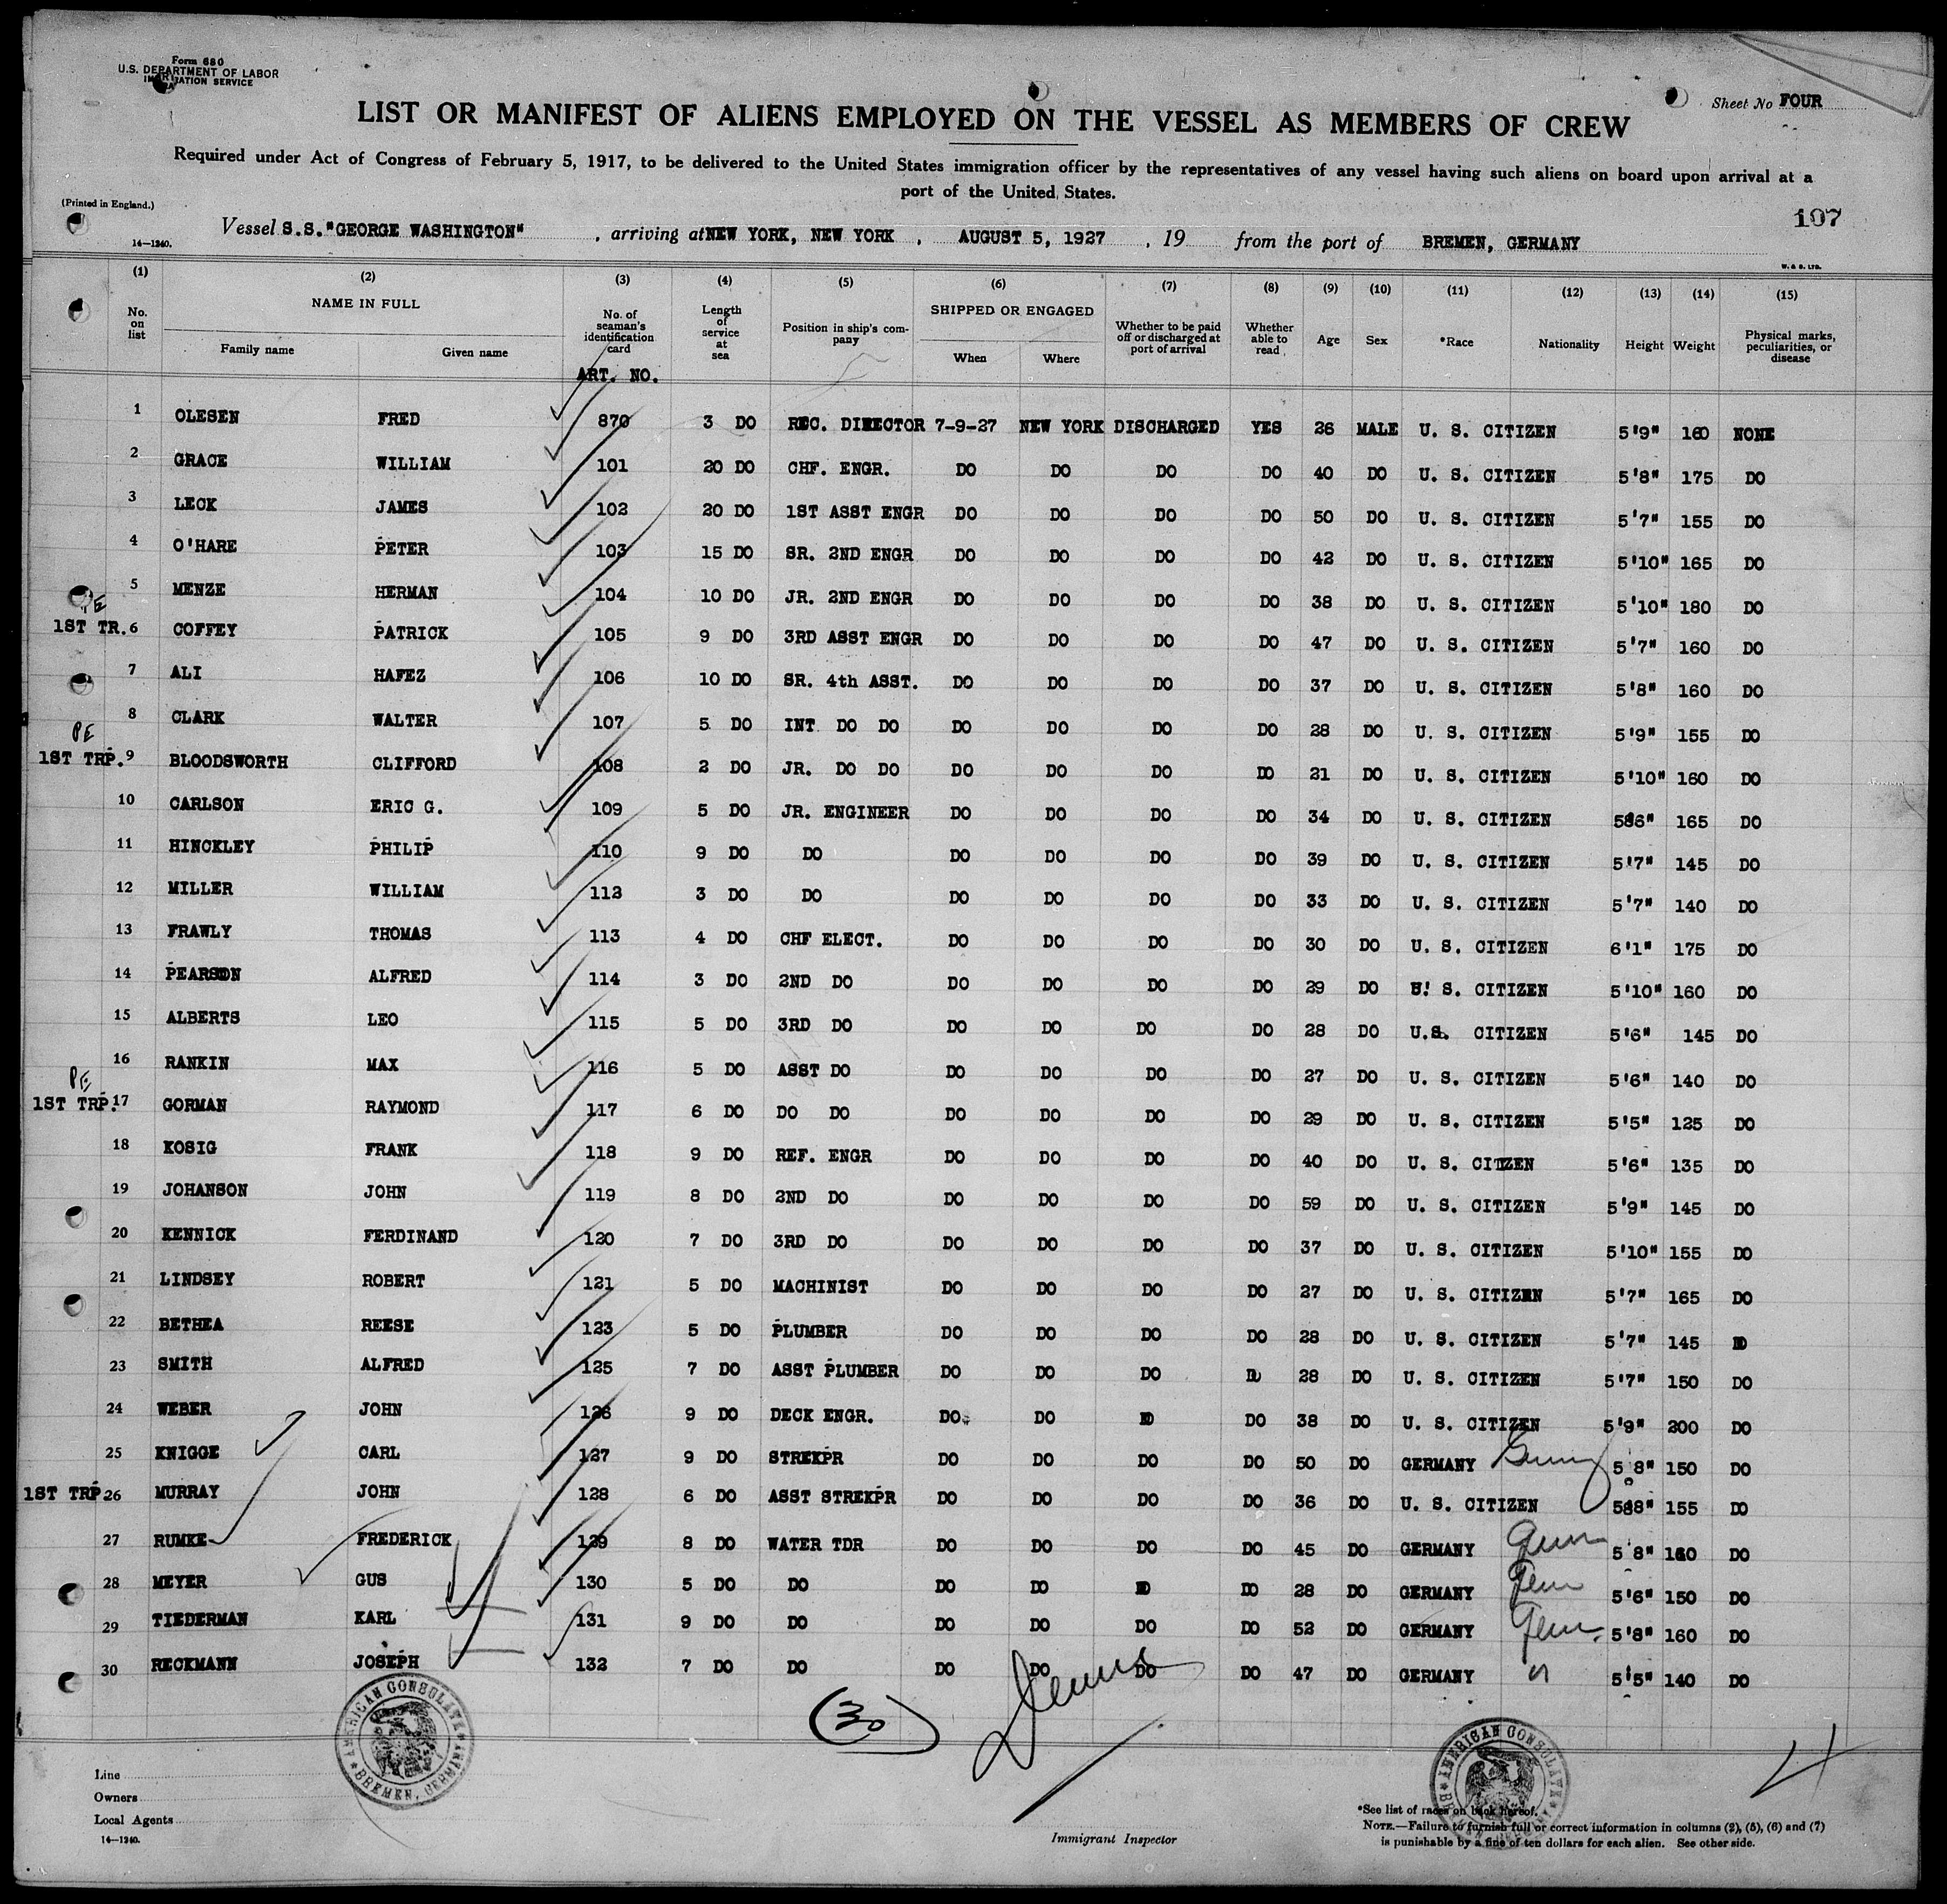 Form 680
U.S. DEPARTMENT OF LABOR
IMMIGRATION SERVICE
Sheet No FOUR
LIST OR MANIFEST OF ALIENS EMPLOYED ON THE VESSEL AS MEMBERS OF CREW
Required under Act of Congress of February 5, 1917, to be delivered to the United States immigration officer by the representatives of any vessel having such aliens on board upon arrival at a
port of the United States.
(Printed in England.)
107
14—1240.
Vessel S.S."GEORGE WASHINGTON" , arriving at NEW YORK, NEW YORK , AUGUST 5, 1927 , 19 from the port of BREMEN, GERMANY
W. & S. LTD.
(1) (2) (3) (4) (5) (6) (7) (8) (9) (10) (11) (12) (13) (14) (15)
No. on list NAME IN FULL Family name Given name No. of seaman's identification card Length of service at sea Position in ship's company SHIPPED OR ENGAGED When Where Whether to be paid off or discharged at port of arrival Whether able to read Age Sex *Race Nationality Height Weight Physical marks, peculiarities, or disease
ART. NO.
1 OLESEN FRED 870 3 DO REC. DIRECTOR 7-9-27 NEW YORK DISCHARGED YES 26 MALE U. S. CITIZEN 5'9" 160 NONE
2 GRACE WILLIAM 101 20 DO CHF. ENGR. DO DO DO DO 40 DO U. S. CITIZEN 5'8" 175 DO
3 LECK JAMES 102 20 DO 1ST ASST ENGR DO DO DO DO 50 DO U. S. CITIZEN 5'7" 155 DO
4 O'HARE PETER 103 15 DO SR. 2ND ENGR DO DO DO DO 42 DO U. S. CITIZEN 5'10" 165 DO
5 MENZE HERMAN 104 10 DO JR. 2ND ENGR DO DO DO DO 38 DO U. S. CITIZEN 5'10" 180 DO
PE
1ST TR. 6 COFFEY PATRICK 105 9 DO 3RD ASST ENGR DO DO DO DO 47 DO U. S. CITIZEN 5'7" 160 DO
7 ALI HAFEZ 106 10 DO SR. 4th ASST. DO DO DO DO 37 DO U. S. CITIZEN 5'8" 160 DO
8 CLARK WALTER 107 5 DO INT DO DO DO DO DO DO 28 DO U. S. CITIZEN 5'9" 155 DO
PE
1ST TRP. 9 BLOODSWORTH CLIFFORD 108 2 DO JR. DO DO DO DO DO DO 21 DO U. S. CITIZEN 5'10" 160 DO
10 CARLSON ERIC G. 109 5 DO JR. ENGINEER DO DO DO DO 34 DO U. S. CITIZEN 5'6" 165 DO
11 HINCKLEY PHILIP 110 9 DO DO DO DO DO DO 39 DO U. S. CITIZEN 5'7" 145 DO
12 MILLER WILLIAM 112 3 DO DO DO DO DO DO 33 DO U. S. CITIZEN 5'7" 140 DO
13 FRAWLY THOMAS 113 4 DO CHF ELECT. DO DO DO DO 30 DO U. S. CITIZEN 6'1" 175 DO
14 PEARSON ALFRED 114 3 DO 2ND DO DO DO DO DO 29 DO U. S. CITIZEN 5'10" 160 DO
15 ALBERTS LEO 115 5 DO 3RD DO DO DO DO DO 28 DO U.S. CITIZEN 5'6" 145 DO
16 RANKIN MAX 116 5 DO ASST DO DO DO DO DO 27 DO U. S. CITIZEN 5'6" 140 DO
PE
1ST TRP. 17 GORMAN RAYMOND 117 6 DO DO DO DO DO DO DO 29 DO U. S. CITIZEN 5'5" 125 DO
18 KOSIG FRANK 118 9 DO REF. ENGR DO DO DO DO 40 DO U. S. CITIZEN 5'6" 135 DO
19 JOHANSON JOHN 119 8 DO 2ND DO DO DO DO DO 59 DO U. S. CITIZEN 5'9" 145 DO
20 KENNICK FERDINAND 120 7 DO 3RD DO DO DO DO DO 37 DO U. S. CITIZEN 5'10" 155 DO
21 LINDSEY ROBERT 121 5 DO MACHINIST DO DO DO DO 27 DO U. S. CITIZEN 5'7" 165 DO
22 BETHEA REESE 123 5 DO PLUMBER DO DO DO DO 28 DO U. S. CITIZEN 5'7" 145 DO
23 SMITH ALFRED 125 7 DO ASST PLUMBER DO DO DO DO 28 DO U. S. CITIZEN 5'7" 150 DO
24 WEBER JOHN 126 9 DO DECK ENGR. DO DO DO DO 38 DO U. S. CITIZEN 5'9" 200 DO
25 KNIGGE CARL 127 9 DO STREKPR DO DO DO DO 50 DO GERMANY Germ 5'8" 150 DO
1ST TRP 26 MURRAY JOHN 128 6 DO ASST STREKPR DO DO DO DO 36 DO U. S. CITIZEN 5'8" 155 DO
27 RUMKE FREDERICK 129 8 DO WATER TDR DO DO DO DO 45 DO GERMANY Germ 5'8" 160 DO
28 MEYER GUS 130 5 DO DO DO DO DO DO 28 DO GERMANY Germ 5'6" 150 DO
29 TIEDERMAN KARL 131 9 DO DO DO DO DO DO 52 DO GERMANY Germ. 5'8" 160 DO
30 RECKMANN JOSEPH 132 7 DO DO DO DO DO DO 47 DO GERMANY " 5'5" 140 DO
(30)
AMERICAN CONSULATE BREMEN, GERMANY
AMERICAN CONSULATE
4
Line
Owners
Local Agents
14—1240.
Immigrant Inspector
*See list of races on back hereof.
NOTE.—Failure to furnish full or correct information in columns (2), (5), (6) and (7)
is punishable by a fine of ten dollars for each alien. See other side.